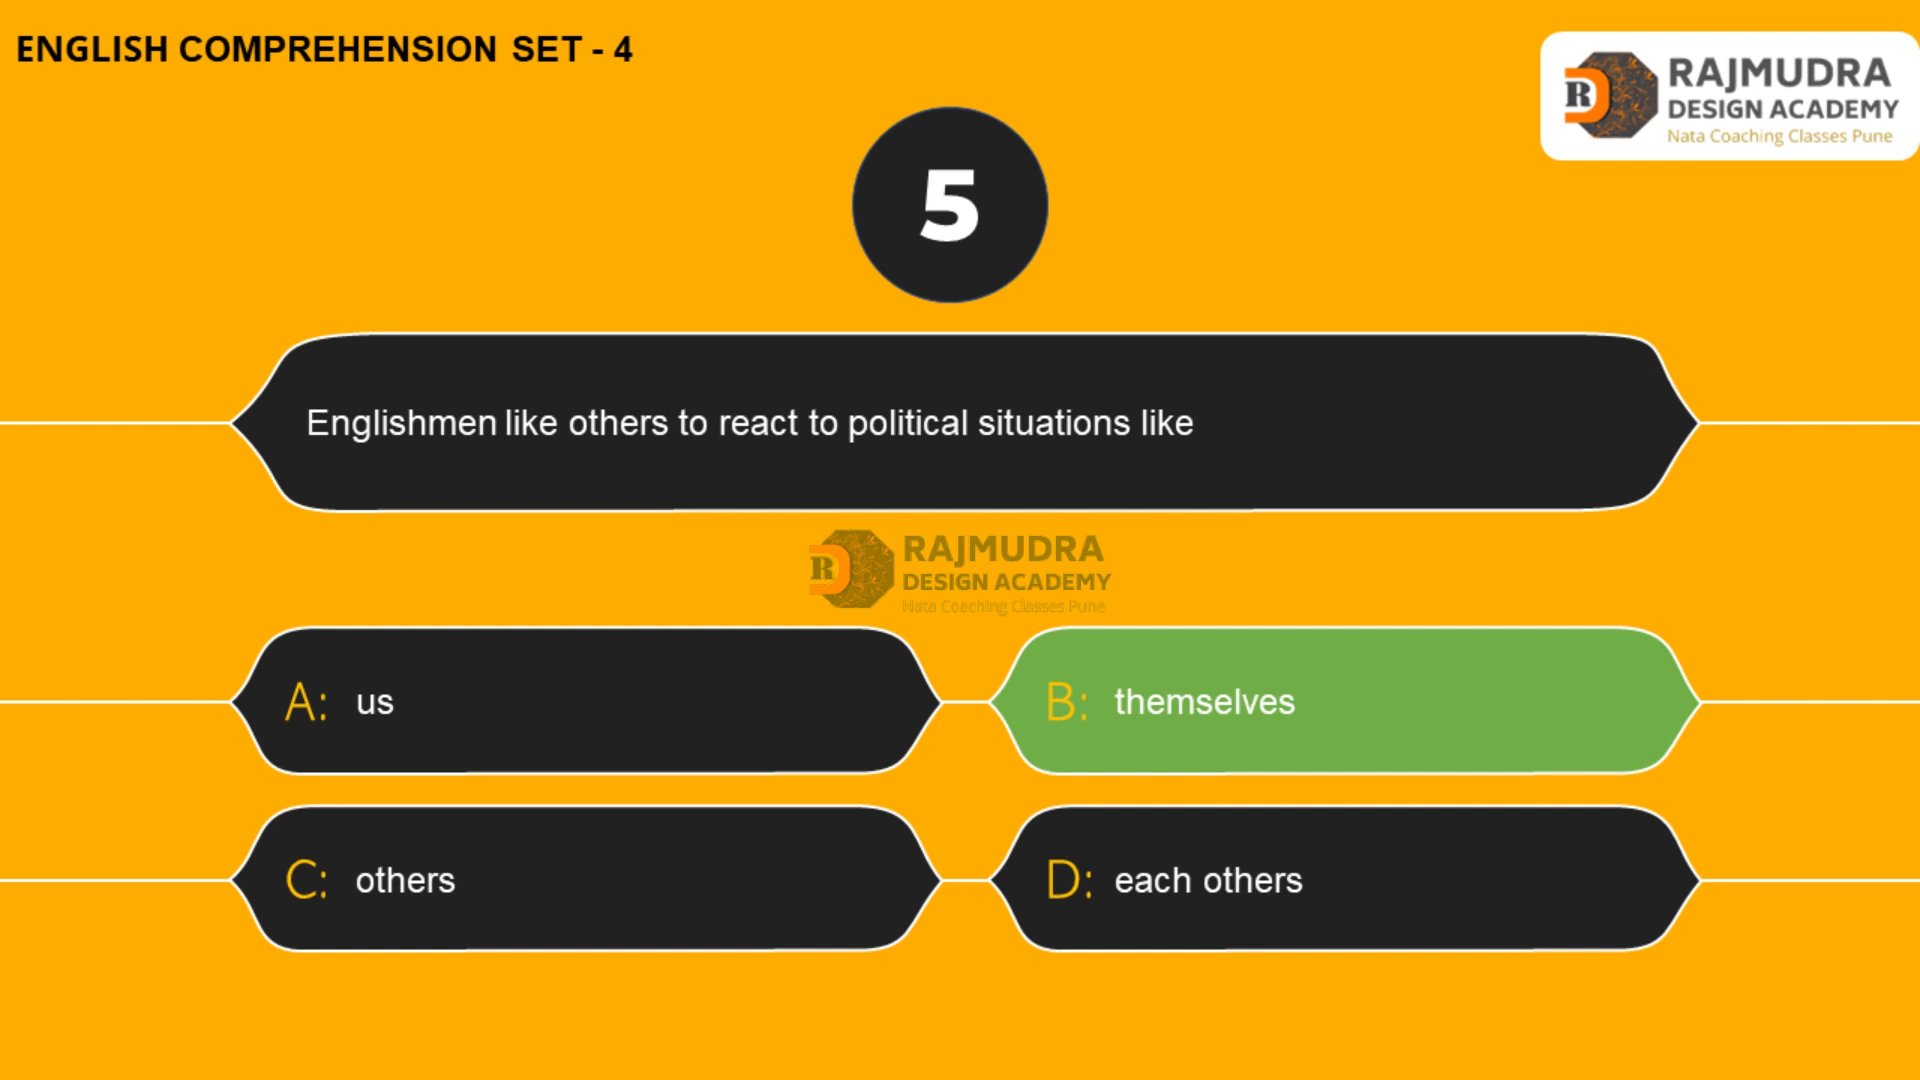 ENGLISH COMPREHENSION SET - 4
R
RAJMUDRA
DESIGN ACADEMY
Nata Coaching Classes Pune
5
Englishmen like others to react to political situations like
R
RAJMUDRA
DESIGN ACADEMY
Nata Coaching Classes Pune
A: us
B: themselves
C: others
D: each others